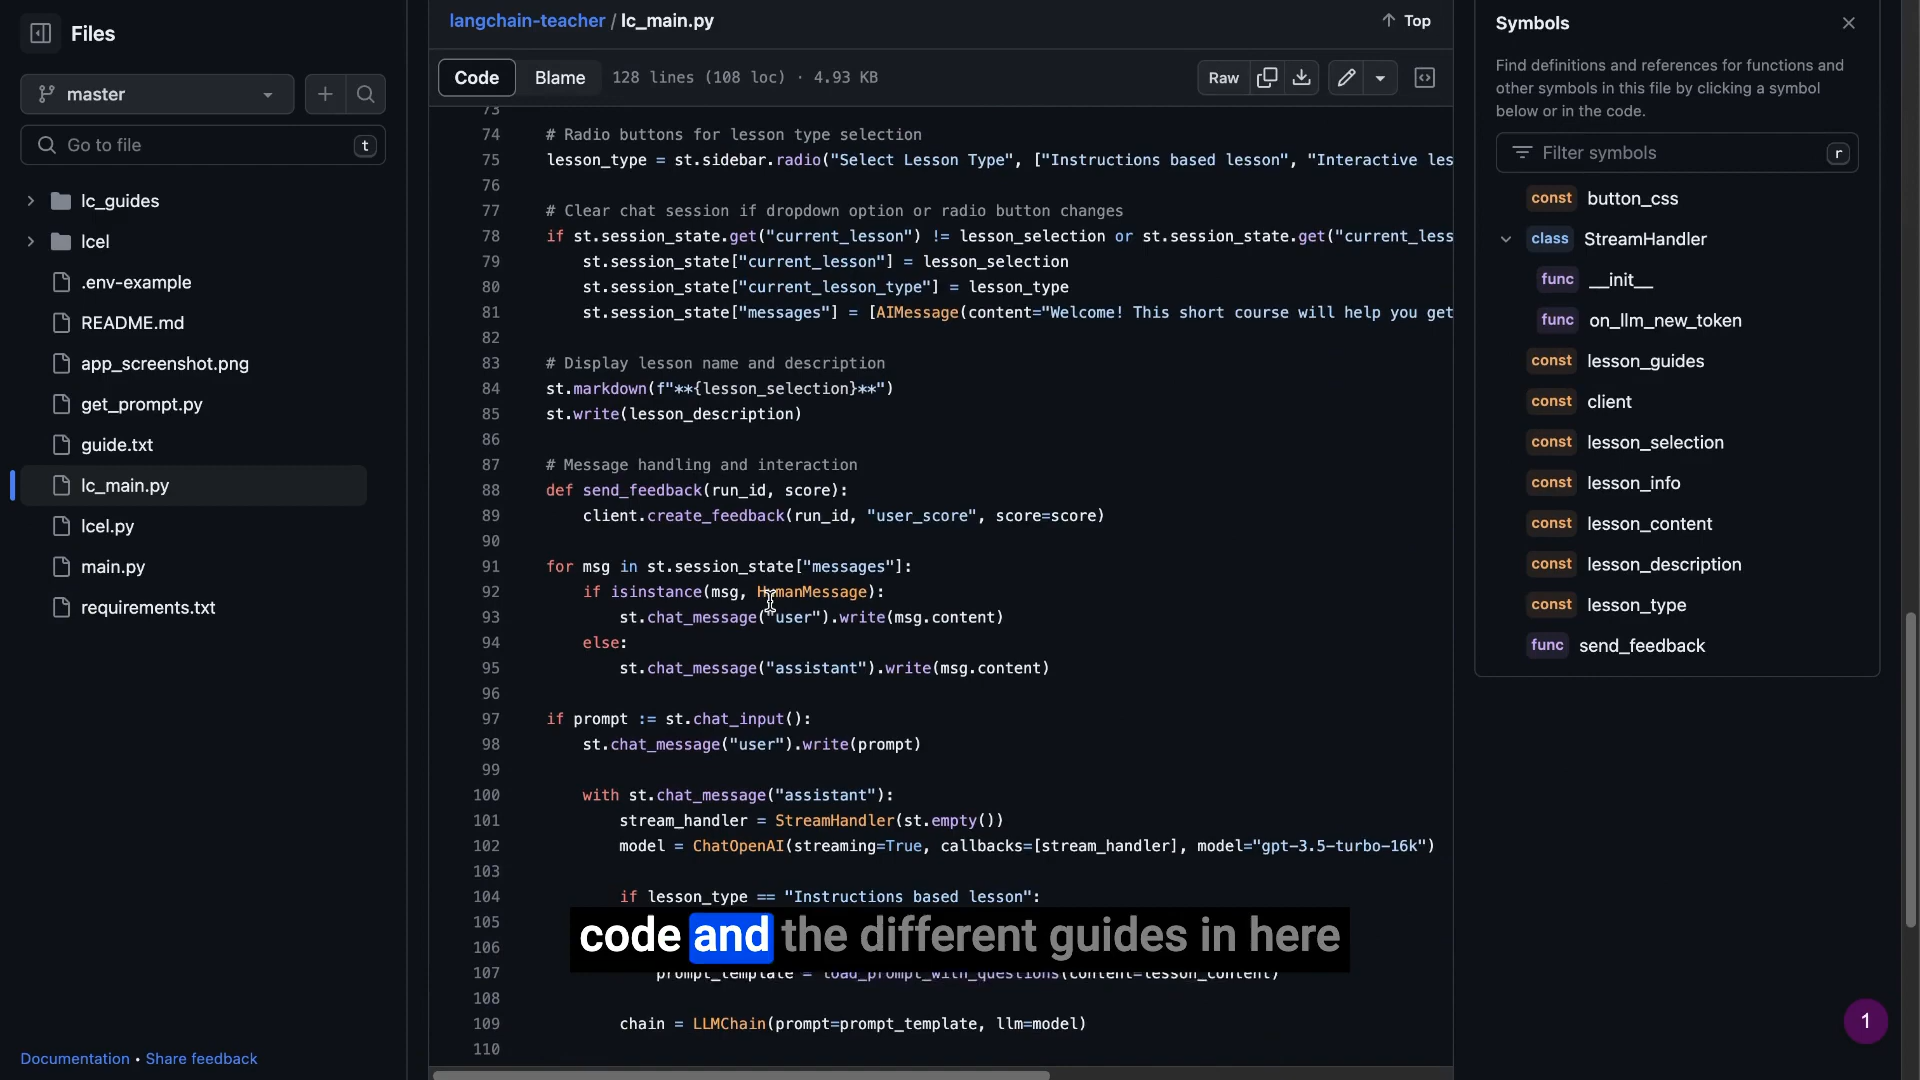 Files
master
Go to file
t
lc_guides
lcel
.env-example
README.md
app_screenshot.png
get_prompt.py
guide.txt
lc_main.py
lcel.py
main.py
requirements.txt
Documentation • Share feedback
langchain-teacher / lc_main.py
Top
Code
Blame
128 lines (108 loc) · 4.93 KB
Raw
73
74 # Radio buttons for lesson type selection
75 lesson_type = st.sidebar.radio("Select Lesson Type", ["Instructions based lesson", "Interactive les
76
77 # Clear chat session if dropdown option or radio button changes
78 if st.session_state.get("current_lesson") != lesson_selection or st.session_state.get("current_less
79 st.session_state["current_lesson"] = lesson_selection
80 st.session_state["current_lesson_type"] = lesson_type
81 st.session_state["messages"] = [AIMessage(content="Welcome! This short course will help you get
82
83 # Display lesson name and description
84 st.markdown(f"**{lesson_selection}**")
85 st.write(lesson_description)
86
87 # Message handling and interaction
88 def send_feedback(run_id, score):
89 client.create_feedback(run_id, "user_score", score=score)
90
91 for msg in st.session_state["messages"]:
92 if isinstance(msg, HumanMessage):
93 st.chat_message("user").write(msg.content)
94 else:
95 st.chat_message("assistant").write(msg.content)
96
97 if prompt := st.chat_input():
98 st.chat_message("user").write(prompt)
99
100 with st.chat_message("assistant"):
101 stream_handler = StreamHandler(st.empty())
102 model = ChatOpenAI(streaming=True, callbacks=[stream_handler], model="gpt-3.5-turbo-16k")
103
104 if lesson_type == "Instructions based lesson":
105
106
107 prompt_template = load_prompt_with_questions(content=lesson_content)
108
109 chain = LLMChain(prompt=prompt_template, llm=model)
110
code and the different guides in here
Symbols
Find definitions and references for functions and
other symbols in this file by clicking a symbol
below or in the code.
Filter symbols
r
const button_css
class StreamHandler
func __init__
func on_llm_new_token
const lesson_guides
const client
const lesson_selection
const lesson_info
const lesson_content
const lesson_description
const lesson_type
func send_feedback
1